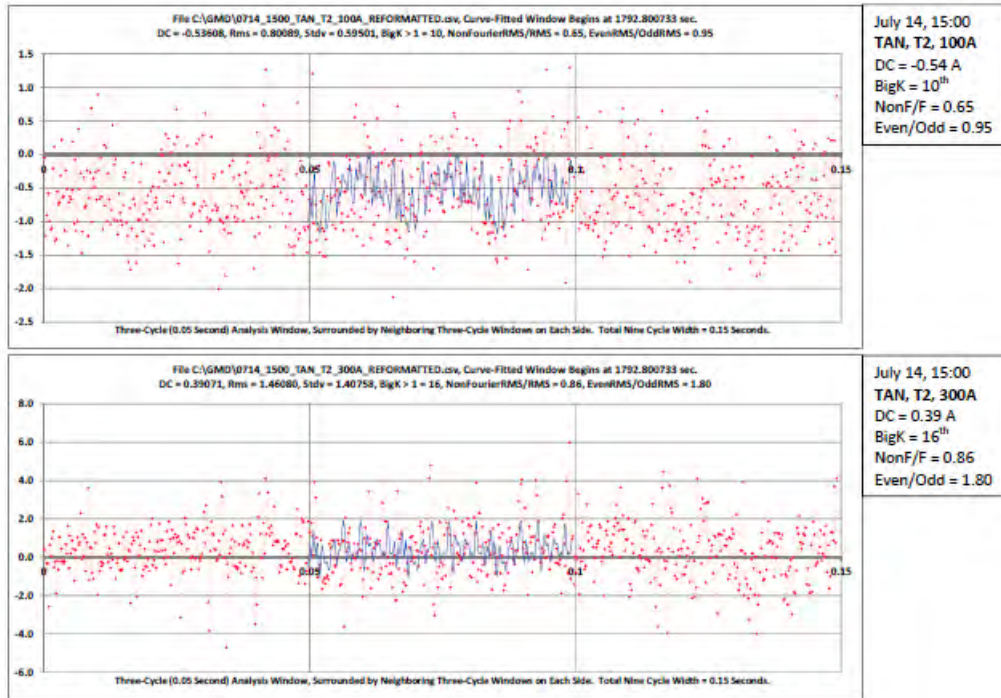 File C:\GMD\0714_1500_TAN_T2_100A_REFORMATTED.csv, Curve-Fitted Window Begins at 1792.800733 sec.
DC = -0.53608, Rms = 0.80089, Stdv = 0.59501, BigK > 1 = 10, NonFourierRMS/RMS = 0.65, EvenRMS/OddRMS = 0.95
1.5
1.0
0.5
0.0
-0.5
-1.0
-1.5
-2.0
-2.5
0
0.05
0.1
0.15
Three-Cycle (0.05 Second) Analysis Window, Surrounded by Neighboring Three-Cycle Windows on Each Side. Total Nine Cycle Width = 0.15 Seconds.
July 14, 15:00
TAN, T2, 100A
DC = -0.54 A
BigK = 10th
NonF/F = 0.65
Even/Odd = 0.95
File C:\GMD\0714_1500_TAN_T2_300A_REFORMATTED.csv, Curve-Fitted Window Begins at 1792.800733 sec.
DC = 0.39071, Rms = 1.46080, Stdv = 1.40758, BigK > 1 = 16, NonFourierRMS/RMS = 0.86, EvenRMS/OddRMS = 1.80
8.0
6.0
4.0
2.0
0.0
-2.0
-4.0
-6.0
0
0.05
0.1
0.15
Three-Cycle (0.05 Second) Analysis Window, Surrounded by Neighboring Three-Cycle Windows on Each Side. Total Nine Cycle Width = 0.15 Seconds.
July 14, 15:00
TAN, T2, 300A
DC = 0.39 A
BigK = 16th
NonF/F = 0.86
Even/Odd = 1.80